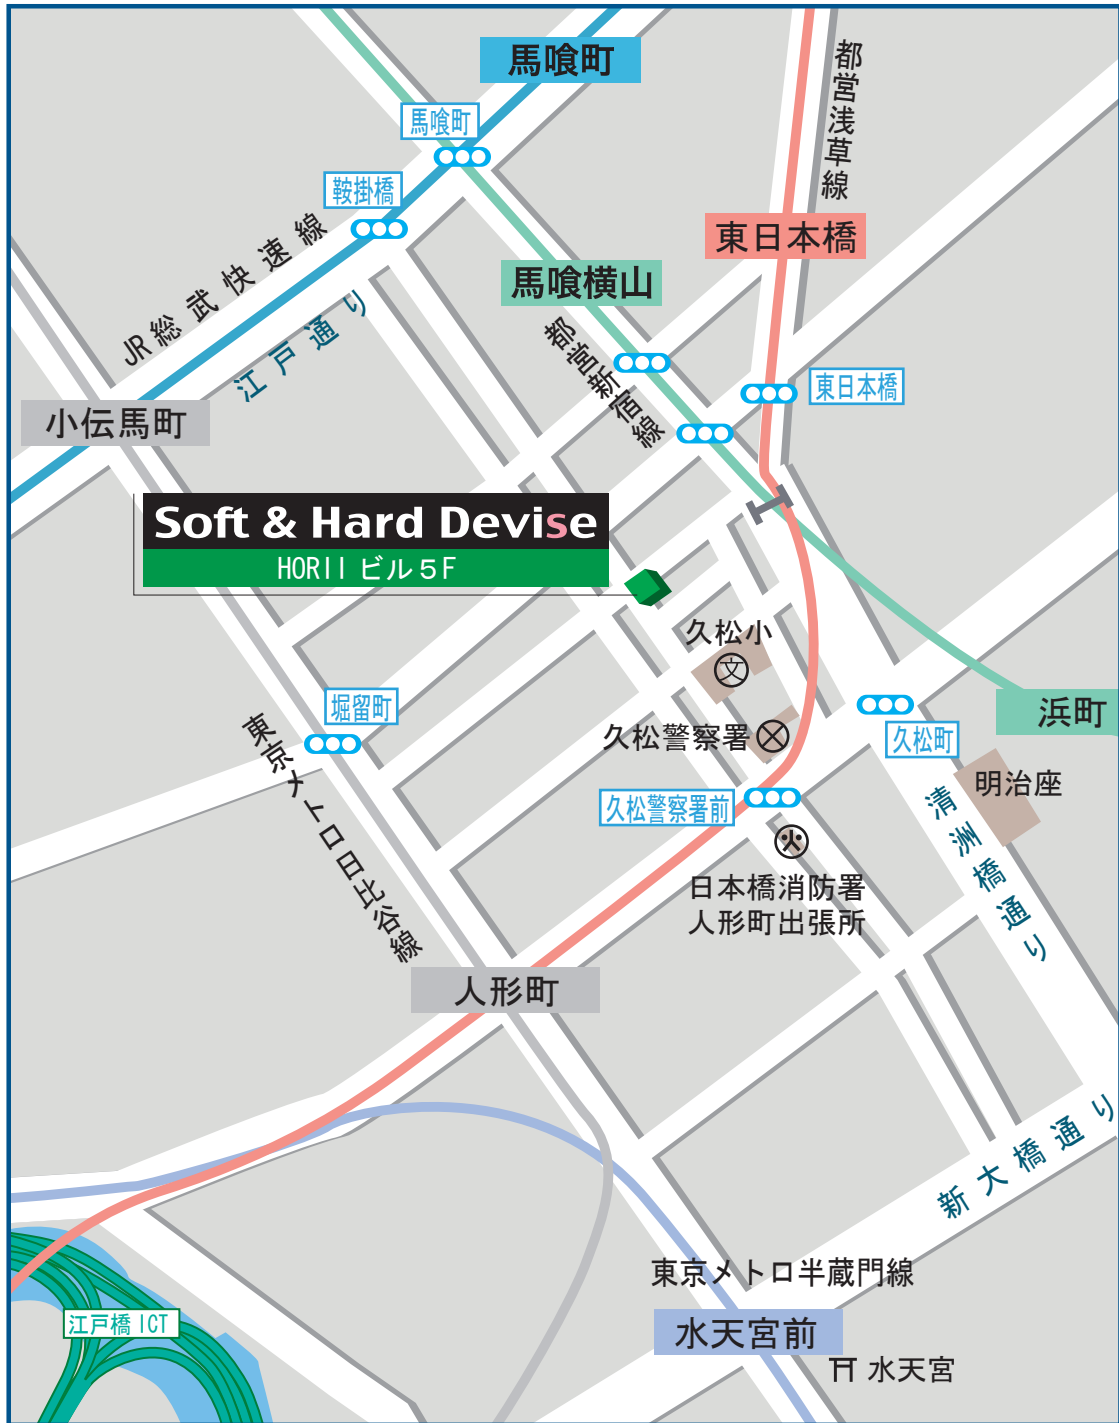 馬喰町
馬喰町
鞍掛橋
都営浅草線
東日本橋
JR総武快速線
江戸通り
馬喰横山
都営新宿線
東日本橋
小伝馬町
Soft & Hard Devise
HORII ビル5F
久松小
文
堀留町
浜町
久松警察署
久松町
東京メトロ日比谷線
明治座
久松警察署前
清洲橋通り
火
日本橋消防署
人形町出張所
人形町
新大橋通り
東京メトロ半蔵門線
江戸橋ICT
水天宮前
水天宮